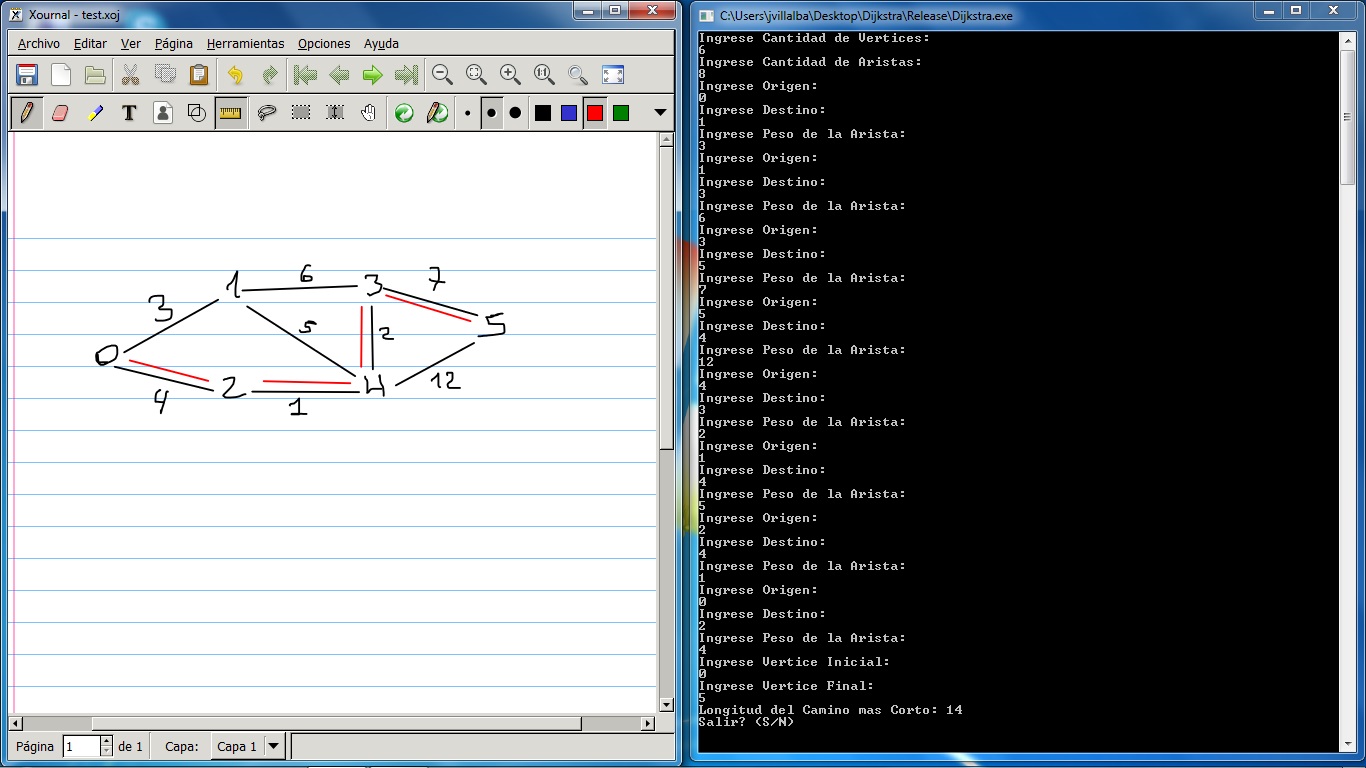 Xournal - test.xoj
Archivo Editar Ver Página Herramientas Opciones Ayuda
T
6
7
1
3
3
5
2
5
0
12
2
4
4
1
Página 1 de 1 Capa: Capa 1
C:\Users\jvillalba\Desktop\Dijkstra\Release\Dijkstra.exe
Ingrese Cantidad de Vertices:
6
Ingrese Cantidad de Aristas:
8
Ingrese Origen:
0
Ingrese Destino:
1
Ingrese Peso de la Arista:
3
Ingrese Origen:
1
Ingrese Destino:
3
Ingrese Peso de la Arista:
6
Ingrese Origen:
3
Ingrese Destino:
5
Ingrese Peso de la Arista:
7
Ingrese Origen:
5
Ingrese Destino:
4
Ingrese Peso de la Arista:
12
Ingrese Origen:
4
Ingrese Destino:
3
Ingrese Peso de la Arista:
2
Ingrese Origen:
1
Ingrese Destino:
4
Ingrese Peso de la Arista:
5
Ingrese Origen:
2
Ingrese Destino:
4
Ingrese Peso de la Arista:
1
Ingrese Origen:
0
Ingrese Destino:
2
Ingrese Peso de la Arista:
4
Ingrese Vertice Inicial:
0
Ingrese Vertice Final:
5
Longitud del Camino mas Corto: 14
Salir? (S/N)